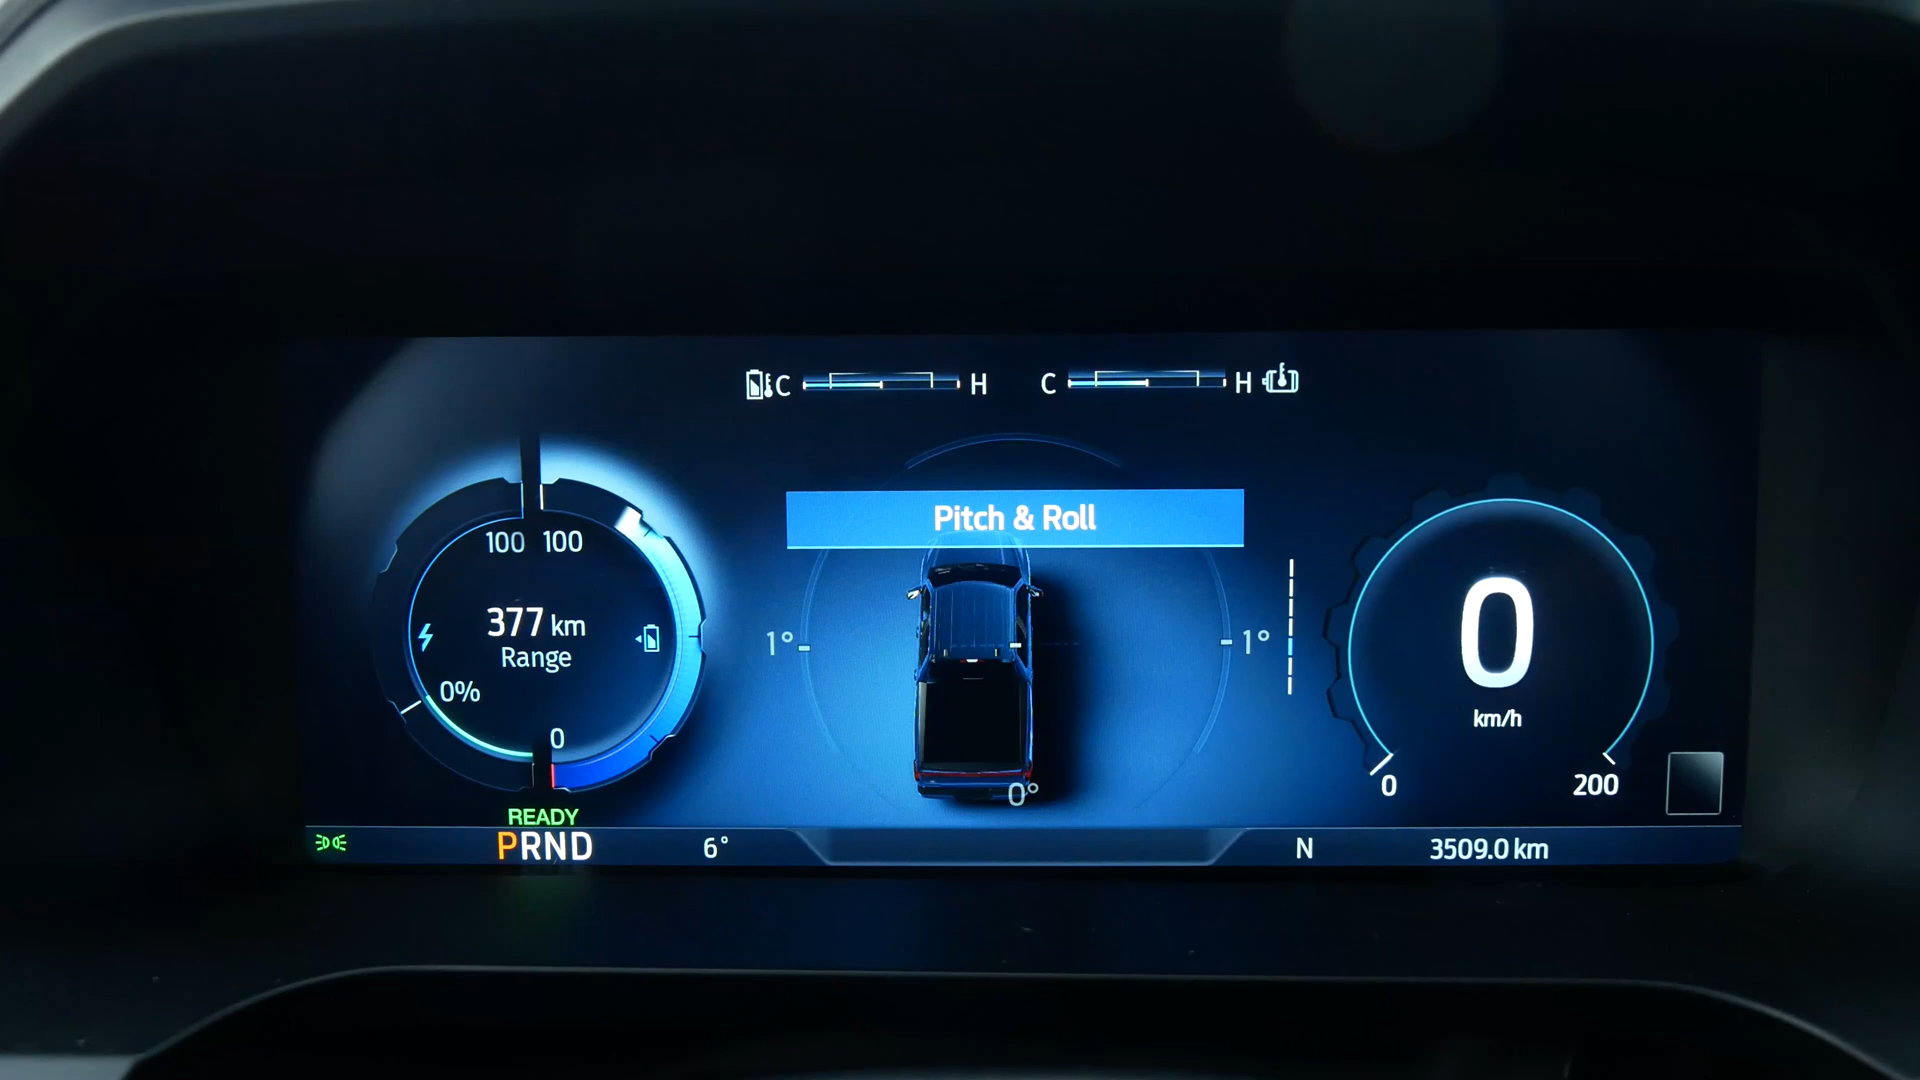 C H C H
Pitch & Roll
100 100
377 km
Range
0%
0
1° 1°
0°
0
km/h
0 200
READY
PRND 6° N 3509.0 km